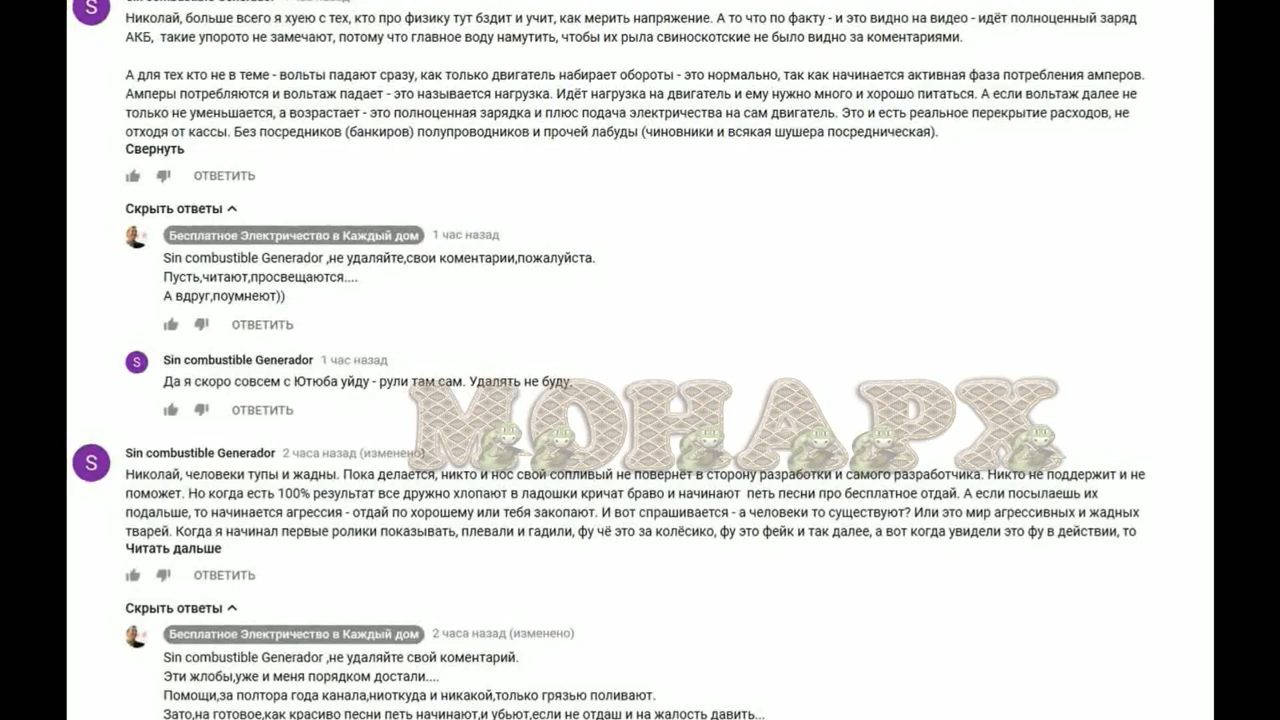 Sin combustible Generador 1 час назад
Николай, больше всего я хуею с тех, кто про физику тут бздит и учит, как мерить напряжение. А то что по факту - и это видно на видео - идёт полноценный заряд
АКБ, такие упорото не замечают, потому что главное воду намутить, чтобы их рыла свиноскотские не было видно за коментариями.
А для тех кто не в теме - вольты падают сразу, как только двигатель набирает обороты - это нормально, так как начинается активная фаза потребления амперов.
Амперы потребляются и вольтаж падает - это называется нагрузка. Идёт нагрузка на двигатель и ему нужно много и хорошо питаться. А если вольтаж далее не
только не уменьшается, а возрастает - это полноценная зарядка и плюс подача электричества на сам двигатель. Это и есть реальное перекрытие расходов, не
отходя от кассы. Без посредников (банкиров) полупроводников и прочей лабуды (чиновники и всякая шушера посредническая).
Свернуть
ОТВЕТИТЬ
Скрыть ответы
Бесплатное Электричество в Каждый дом 1 час назад
Sin combustible Generador ,не удаляйте,свои коментарии,пожалуйста.
Пусть,читают,просвещаются....
А вдруг,поумнеют))
ОТВЕТИТЬ
S Sin combustible Generador 1 час назад
Да я скоро совсем с Ютюба уйду - рули там сам. Удалять не буду.
ОТВЕТИТЬ
МОНАРХ
S Sin combustible Generador 2 часа назад (изменено)
Николай, человеки тупы и жадны. Пока делается, никто и нос свой сопливый не повернёт в сторону разработки и самого разработчика. Никто не поддержит и не
поможет. Но когда есть 100% результат все дружно хлопают в ладошки кричат браво и начинают петь песни про бесплатное отдай. А если посылаешь их
подальше, то начинается агрессия - отдай по хорошему или тебя закопают. И вот спрашивается - а человеки то существуют? Или это мир агрессивных и жадных
тварей. Когда я начинал первые ролики показывать, плевали и гадили, фу чё это за колёсико, фу это фейк и так далее, а вот когда увидели это фу в действии, то
Читать дальше
ОТВЕТИТЬ
Скрыть ответы
Бесплатное Электричество в Каждый дом 2 часа назад (изменено)
Sin combustible Generador ,не удаляйте свой коментарий.
Эти жлобы,уже и меня порядком достали....
Помощи,за полтора года канала,ниоткуда и никакой,только грязью поливают.
Зато,на готовое,как красиво песни петь начинают,и убьют,если не отдаш и на жалость давить...